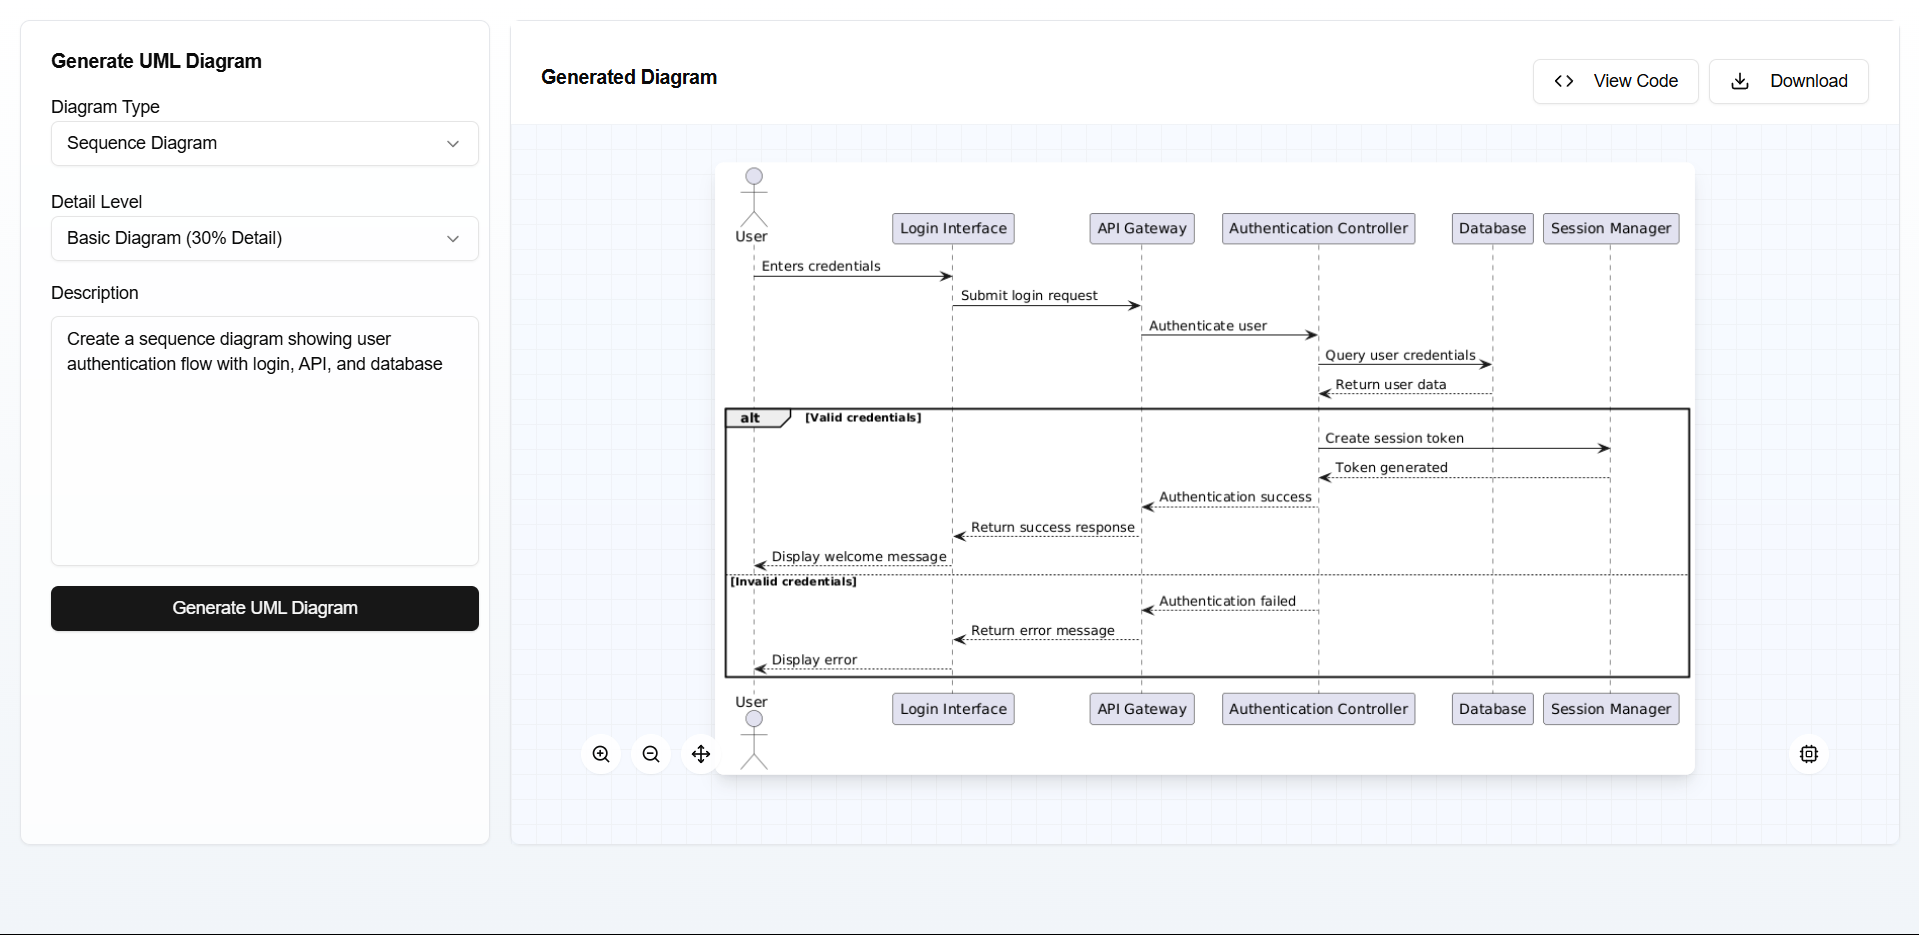 Generate UML Diagram
Diagram Type
Sequence Diagram
Detail Level
Basic Diagram (30% Detail)
Description
Create a sequence diagram showing user
authentication flow with login, API, and database
Generate UML Diagram
Generated Diagram
View Code
Download
User
Login Interface
API Gateway
Authentication Controller
Database
Session Manager
Enters credentials
Submit login request
Authenticate user
Query user credentials
Return user data
alt
[Valid credentials]
Create session token
Token generated
Authentication success
Return success response
Display welcome message
[Invalid credentials]
Authentication failed
Return error message
Display error
User
Login Interface
API Gateway
Authentication Controller
Database
Session Manager